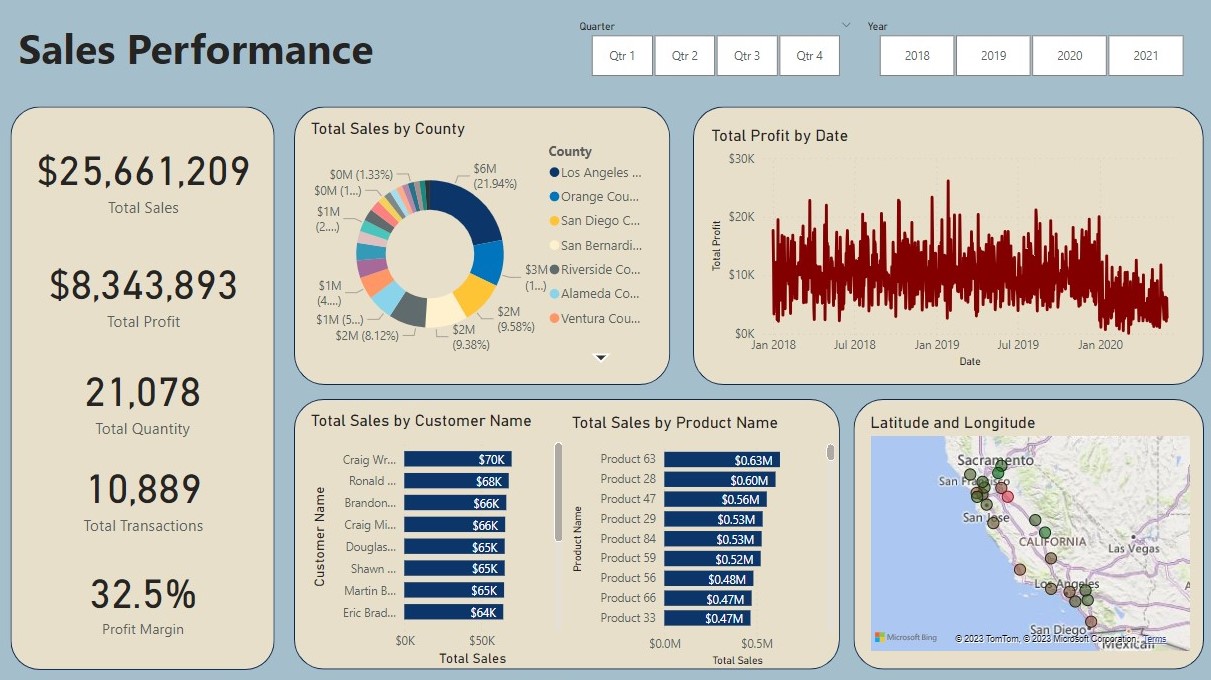 Sales Performance
Quarter
Qtr 1
Qtr 2
Qtr 3
Qtr 4
Year
2018
2019
2020
2021
$25,661,209
Total Sales
$8,343,893
Total Profit
21,078
Total Quantity
10,889
Total Transactions
32.5%
Profit Margin
Total Sales by County
$6M
(21.94%)
$3M
(1...)
$2M
(9.58%)
$2M
(9.38%)
$2M (8.12%)
$1M (5...)
$1M
(4....)
$1M
(2....)
$0M (1...)
$0M (1.33%)
County
Los Angeles ...
Orange Cou...
San Diego C...
San Bernardi...
Riverside Co...
Alameda Co...
Ventura Cou...
Total Profit by Date
Total Profit
$30K
$20K
$10K
$0K
Jan 2018
Jul 2018
Jan 2019
Jul 2019
Jan 2020
Date
Total Sales by Customer Name
Customer Name
Craig Wr... $70K
Ronald ... $68K
Brandon... $66K
Craig Mi... $66K
Douglas... $65K
Shawn ... $65K
Martin B... $65K
Eric Brad... $64K
$0K
$50K
Total Sales
Total Sales by Product Name
Product Name
Product 63 $0.63M
Product 28 $0.60M
Product 47 $0.56M
Product 29 $0.53M
Product 84 $0.53M
Product 59 $0.52M
Product 56 $0.48M
Product 66 $0.47M
Product 33 $0.47M
$0.0M
$0.5M
Total Sales
Latitude and Longitude
Sacramento
San Francisco
San Jose
CALIFORNIA
Las Vegas
Los Angeles
San Diego
Mexicali
Microsoft Bing
© 2023 TomTom, © 2023 Microsoft Corporation, Terms